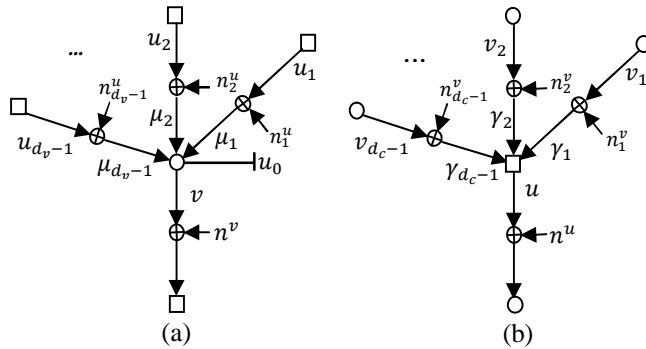 ...
u_2
u_1
n^u_{d_v−1}
n^u_2
u_{d_v−1}
μ_2
μ_1
n^u_1
μ_{d_v−1}
u_0
v
n^v
(a)
...
v_2
v_1
n^v_{d_c−1}
n^v_2
v_{d_c−1}
γ_2
γ_1
n^v_1
γ_{d_c−1}
u
n^u
(b)